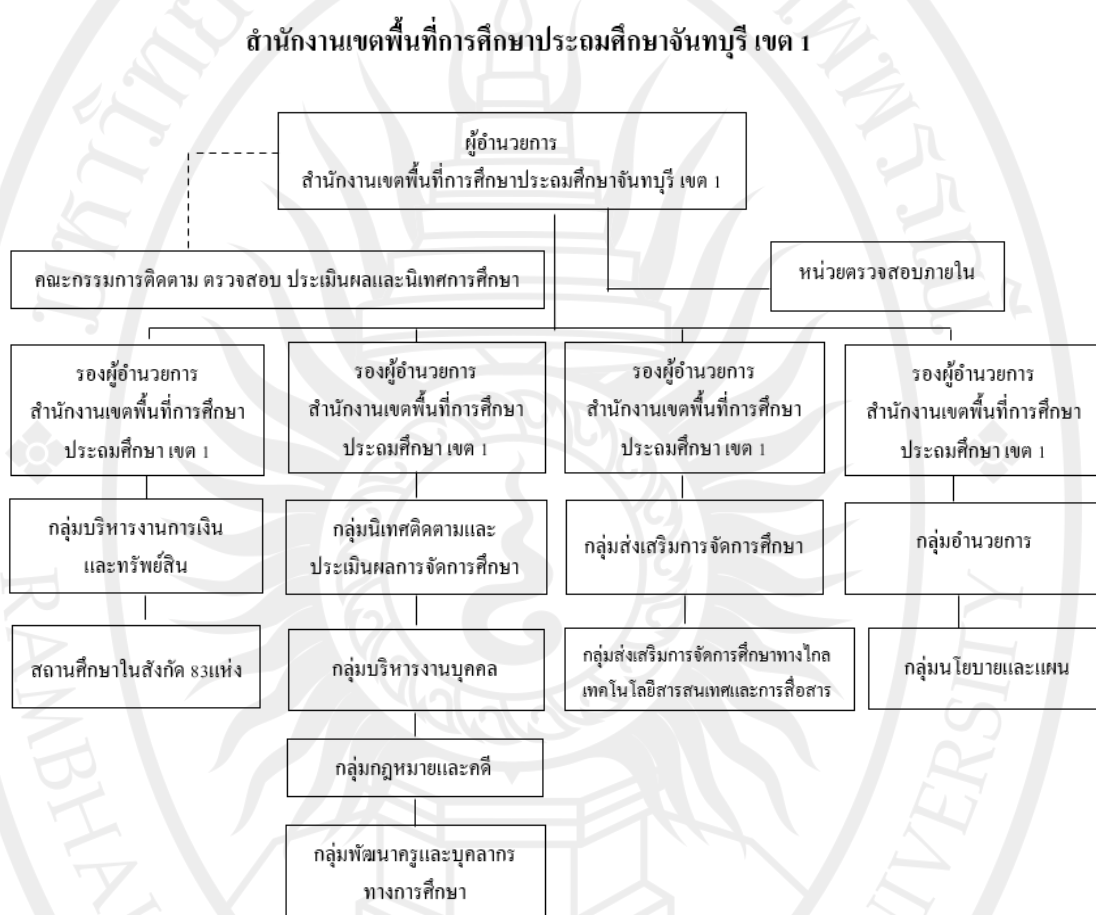 สำนักงานเขตพื้นที่การศึกษาประถมศึกษาจันทบุรี เขต 1
ผู้อำนวยการ
สำนักงานเขตพื้นที่การศึกษาประถมศึกษาจันทบุรี เขต 1
คณะกรรมการติดตาม ตรวจสอบ ประเมินผลและนิเทศการศึกษา
หน่วยตรวจสอบภายใน
รองผู้อำนวยการ
สำนักงานเขตพื้นที่การศึกษา
ประถมศึกษา เขต 1
รองผู้อำนวยการ
สำนักงานเขตพื้นที่การศึกษา
ประถมศึกษา เขต 1
รองผู้อำนวยการ
สำนักงานเขตพื้นที่การศึกษา
ประถมศึกษา เขต 1
รองผู้อำนวยการ
สำนักงานเขตพื้นที่การศึกษา
ประถมศึกษา เขต 1
กลุ่มบริหารงานการเงิน
และทรัพย์สิน
กลุ่มนิเทศติดตามและ
ประเมินผลการจัดการศึกษา
กลุ่มส่งเสริมการจัดการศึกษา
กลุ่มอำนวยการ
สถานศึกษาในสังกัด 83แห่ง
กลุ่มบริหารงานบุคคล
กลุ่มส่งเสริมการจัดการศึกษาทางไกล
เทคโนโลยีสารสนเทศและการสื่อสาร
กลุ่มนโยบายและแผน
กลุ่มกฎหมายและคดี
กลุ่มพัฒนาครูและบุคลากร
ทางการศึกษา